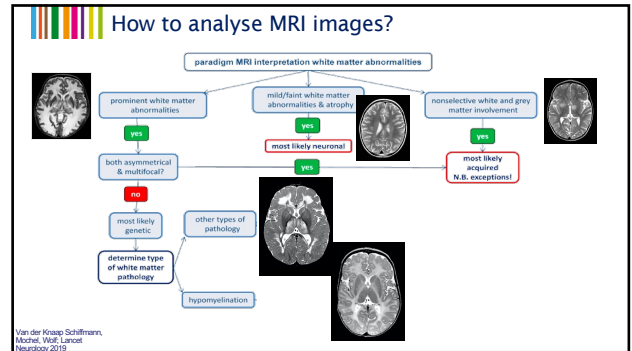 How to analyse MRI images?
paradigm MRI interpretation white matter abnormalities
prominent white matter
abnormalities
mild/faint white matter
abnormalities & atrophy
nonselective white and grey
matter involvement
yes
yes
yes
most likely neuronal
both asymmetrical
& multifocal?
yes
most likely
acquired
N.B. exceptions!
no
most likely
genetic
other types of
pathology
determine type
of white matter
pathology
hypomyelination
Van der Knaap Schiffmann,
Mochel, Wolf; Lancet
Neurology 2019